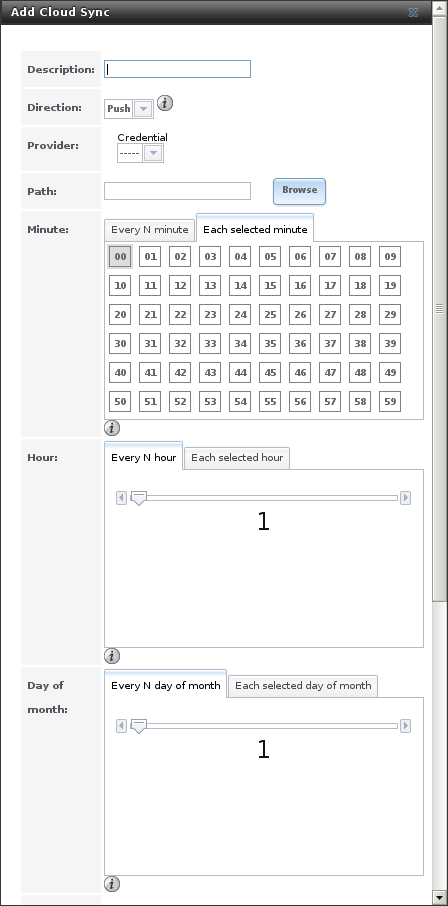 Add Cloud Sync
Description:
Direction: Push
Credential
Provider: -----
Path: Browse
Minute: Every N minute Each selected minute
00 01 02 03 04 05 06 07 08 09
10 11 12 13 14 15 16 17 18 19
20 21 22 23 24 25 26 27 28 29
30 31 32 33 34 35 36 37 38 39
40 41 42 43 44 45 46 47 48 49
50 51 52 53 54 55 56 57 58 59
i
Hour: Every N hour Each selected hour
1
i
Day of month: Every N day of month Each selected day of month
1
i